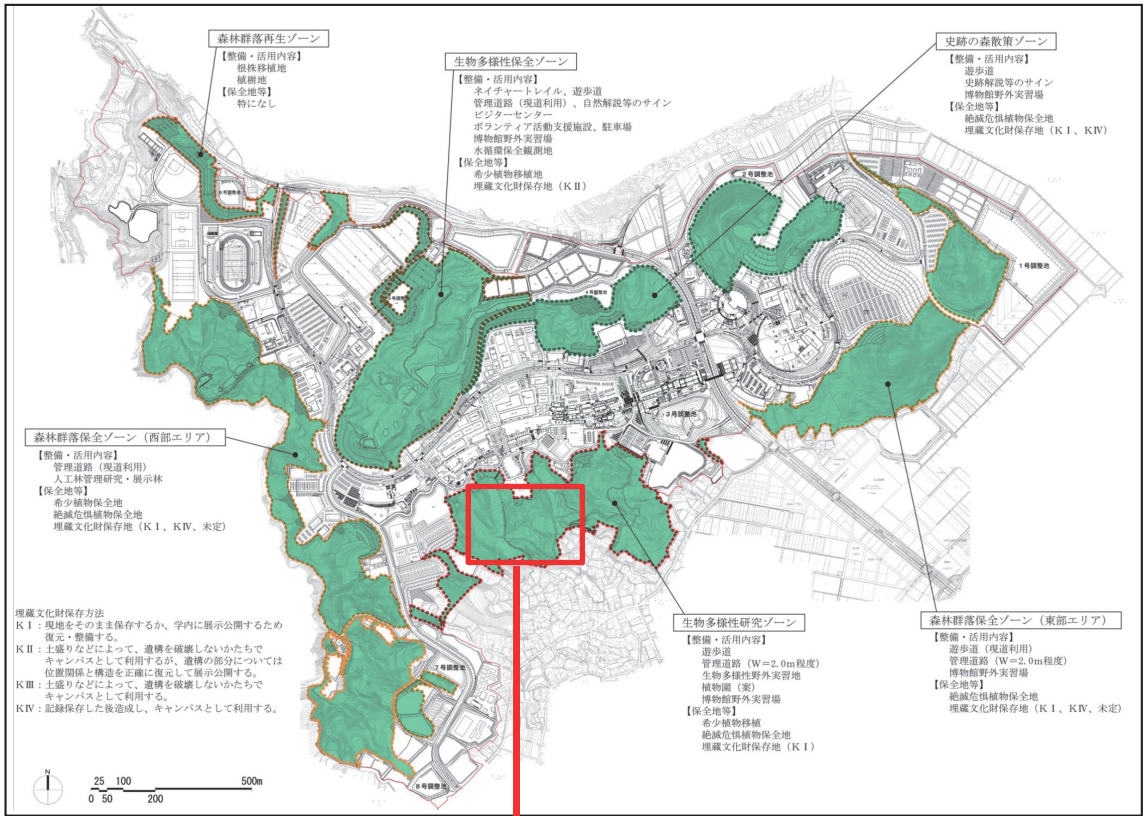 森林群落再生ゾーン
【整備・活用内容】
根株移植地
植樹地
【保全地等】
特になし
生物多様性保全ゾーン
【整備・活用内容】
ネイチャートレイル、遊歩道
管理道路（現道利用）、自然解説等のサイン
ビジターセンター
ボランティア活動支援施設、駐車場
博物館野外実習場
水循環保全観測地
【保全地等】
希少植物移植地
埋蔵文化財保存地（KⅡ）
史跡の森散策ゾーン
【整備・活用内容】
遊歩道
史跡解説等のサイン
博物館野外実習場
【保全地等】
絶滅危惧植物保全地
埋蔵文化財保存地（KⅠ、KⅣ）
2号調整池
1号調整池
3号調整池
森林群落保全ゾーン（西部エリア）
【整備・活用内容】
管理道路（現道利用）
人工林管理研究・展示林
【保全地等】
希少植物保全地
絶滅危惧植物保全地
埋蔵文化財保存地（KⅠ、KⅣ、未定）
埋蔵文化財保存方法
KⅠ：現地をそのまま保存するか、学内に展示公開するため
復元・整備する。
KⅡ：土盛りなどによって、遺構を破壊しないかたちで
キャンパスとして利用するが、遺構の部分については
位置関係と構造を正確に復元して展示公開する。
KⅢ：土盛りなどによって、遺構を破壊しないかたちで
キャンパスとして利用する。
KⅣ：記録保存した後造成し、キャンパスとして利用する。
生物多様性研究ゾーン
【整備・活用内容】
遊歩道
管理道路（W＝2.0m程度）
生物多様性野外実習地
植物園（案）
博物館野外実習場
【保全地等】
希少植物移植
絶滅危惧植物保全地
埋蔵文化財保存地（KⅠ）
森林群落保全ゾーン（東部エリア）
【整備・活用内容】
遊歩道（現道利用）
管理道路（W＝2.0m程度）
博物館野外実習場
【保全地等】
絶滅危惧植物保全地
埋蔵文化財保存地（KⅠ、KⅣ、未定）
7号調整池
8号調整池
N
25 100 500m
0 50 200